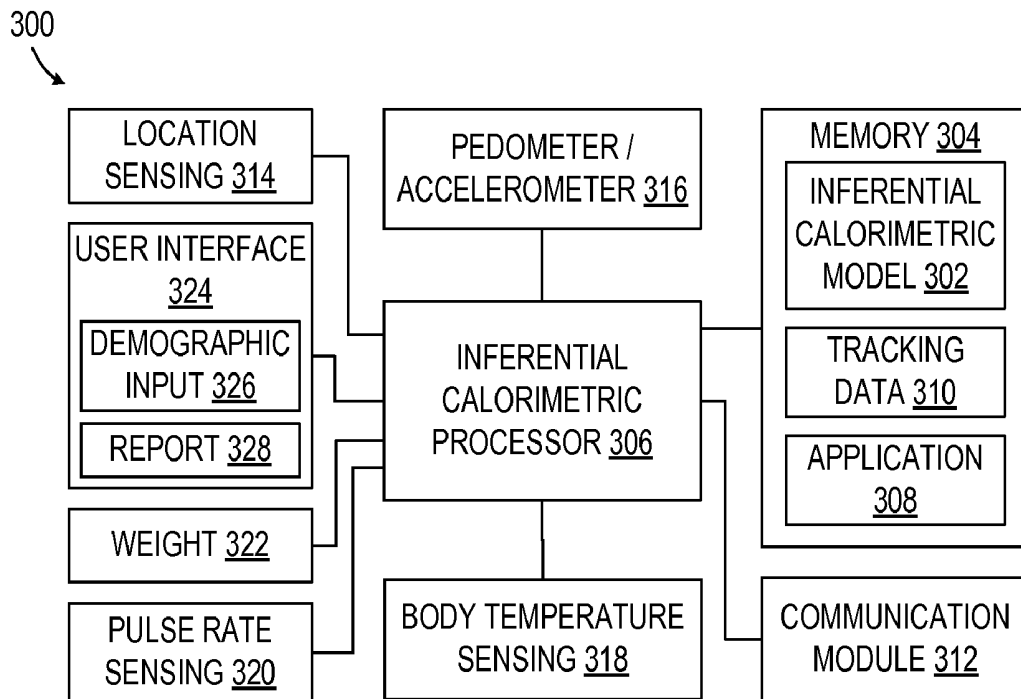 300
LOCATION
SENSING 314
USER INTERFACE
324
DEMOGRAPHIC
INPUT 326
REPORT 328
WEIGHT 322
PULSE RATE
SENSING 320
PEDOMETER /
ACCELEROMETER 316
INFERENTIAL
CALORIMETRIC
PROCESSOR 306
BODY TEMPERATURE
SENSING 318
MEMORY 304
INFERENTIAL
CALORIMETRIC
MODEL 302
TRACKING
DATA 310
APPLICATION
308
COMMUNICATION
MODULE 312